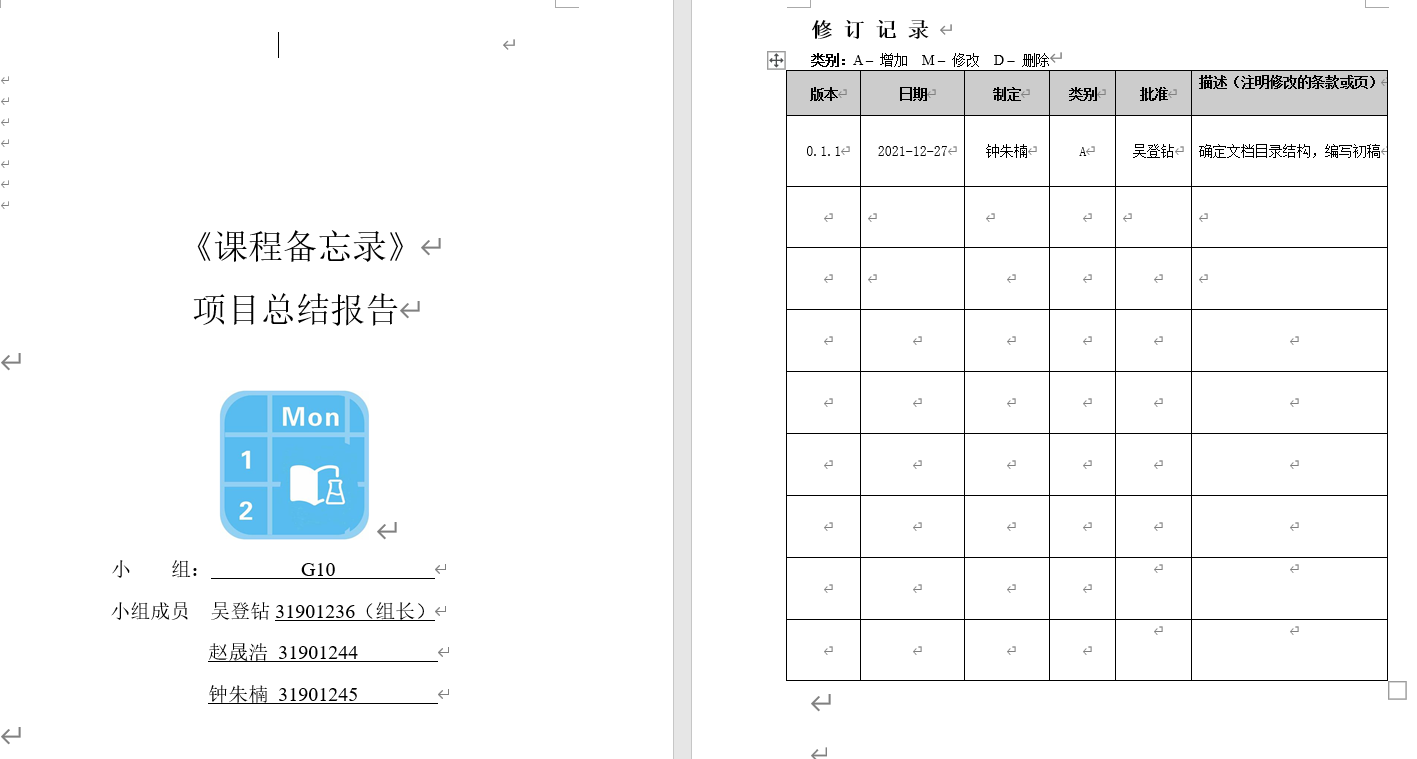 《课程备忘录》
项目总结报告
Mon
1
2
小 组： G10
小组成员 吴登钻 31901236（组长）
赵晟浩 31901244
钟朱楠 31901245
修 订 记 录
类别：A – 增加 M – 修改 D – 删除
版本 日期 制定 类别 批准 描述（注明修改的条款或页）
0.1.1 2021-12-27 钟朱楠 A 吴登钻 确定文档目录结构，编写初稿